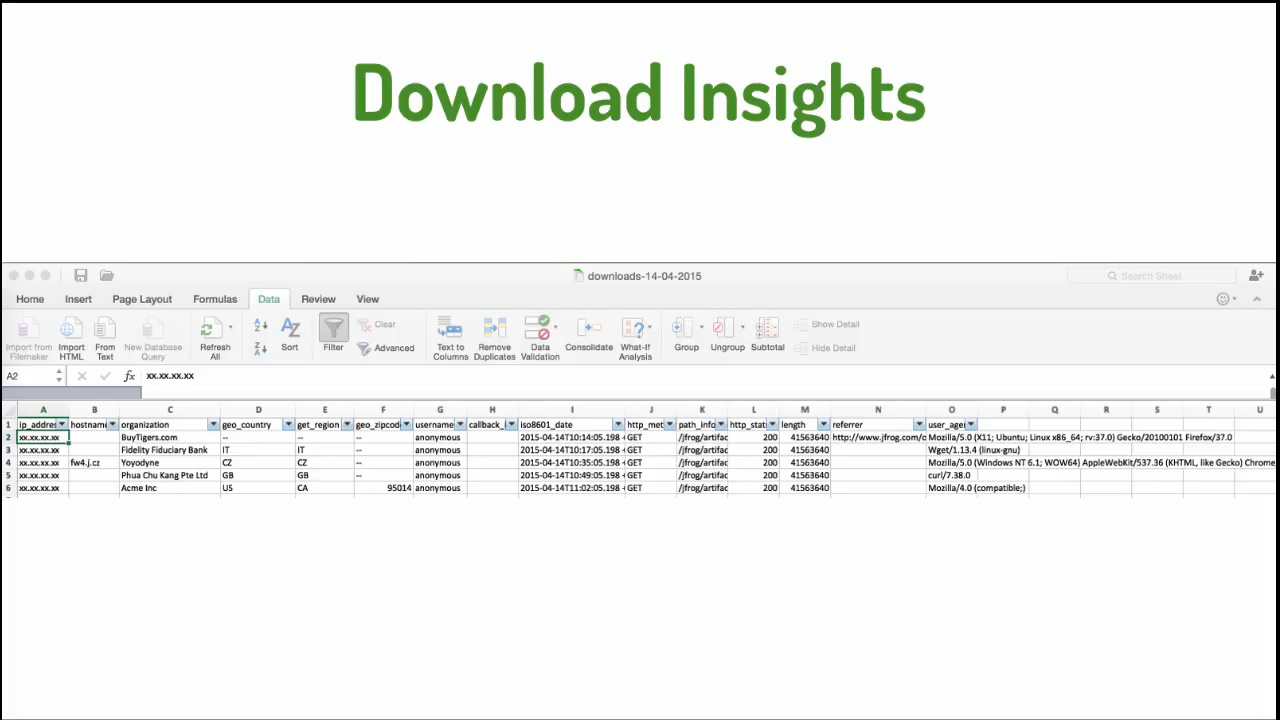 Download Insights
downloads-14-04-2015
Search Sheet
Home Insert Page Layout Formulas Data Review View
Import from Filemaker Import HTML From Text New Database Query Refresh All Sort Filter Clear Advanced Text to Columns Remove Duplicates Data Validation Consolidate What-If Analysis Group Ungroup Subtotal Show Detail Hide Detail
A2 fx xx.xx.xx.xx
A B C D E F G H I J K L M N O P Q R S T U
1 ip_addres hostname organization geo_country get_region geo_zipcode username callback_i iso8601_date http_met path_info http_stat length referrer user_agen
2 xx.xx.xx.xx BuyTigers.com -- -- -- anonymous 2015-04-14T10:14:05.198 + GET /jfrog/artifac 200 41563640 http://www.jfrog.com/o Mozilla/5.0 (X11; Ubuntu; Linux x86_64; rv:37.0) Gecko/20100101 Firefox/37.0
3 xx.xx.xx.xx Fidelity Fiduciary Bank IT IT -- anonymous 2015-04-14T10:17:05.198 + GET /jfrog/artifac 200 41563640 Wget/1.13.4 (linux-gnu)
4 xx.xx.xx.xx fw4.j.cz Yoyodyne CZ CZ -- anonymous 2015-04-14T10:35:05.198 + GET /jfrog/artifac 200 41563640 Mozilla/5.0 (Windows NT 6.1; WOW64) AppleWebKit/537.36 (KHTML, like Gecko) Chrome
5 xx.xx.xx.xx Phua Chu Kang Pte Ltd GB GB -- anonymous 2015-04-14T10:49:05.198 + GET /jfrog/artifac 200 41563640 curl/7.38.0
6 xx.xx.xx.xx Acme Inc US CA 95014 anonymous 2015-04-14T11:02:05.198 + GET /jfrog/artifac 200 41563640 Mozilla/4.0 (compatible;)